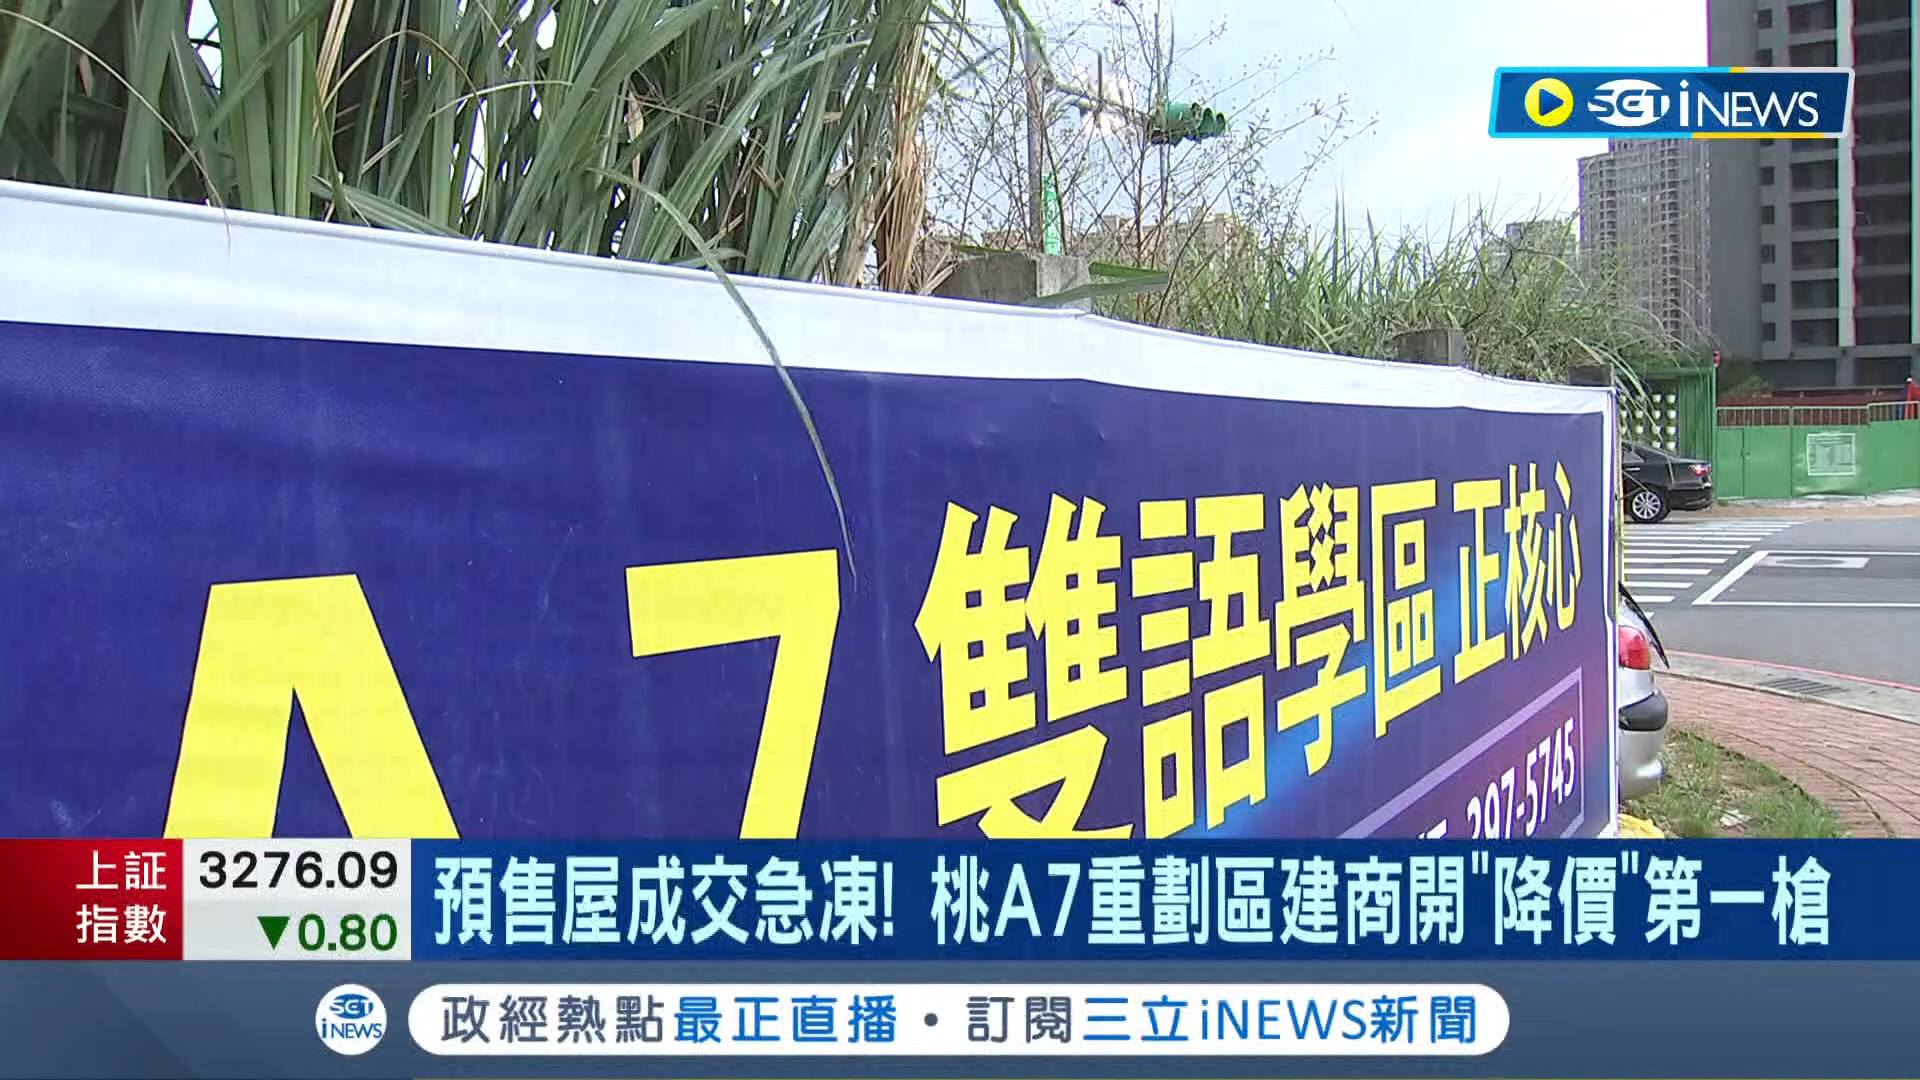 SET iNEWS
A7 雙語學區 正核心
297-5745
上証
指數
3276.09
▼0.80
預售屋成交急凍! 桃A7重劃區建商開"降價"第一槍
SET
iNEWS
政經熱點最正直播・訂閱三立iNEWS新聞